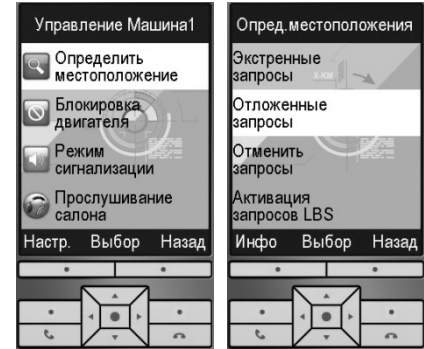 Управление Машина1
Определить
местоположение
Блокировка
двигателя
Режим
сигнализации
Прослушивание
салона
Настр. Выбор Назад
Опред.местоположения
Экстренные
запросы
X-KM
Отложенные
запросы
Отменить
запросы
Активация
запросов LBS
Инфо Выбор Назад